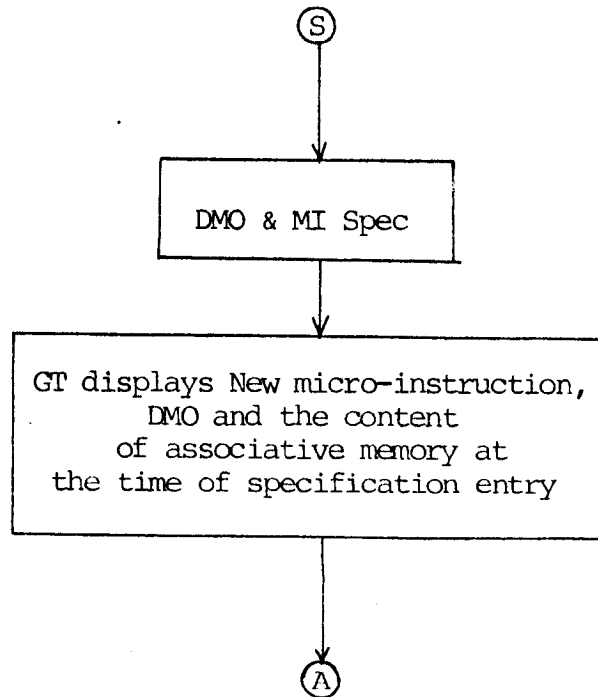 S
DMO & MI Spec
GT displays New micro-instruction,
DMO and the content
of associative memory at
the time of specification entry
A